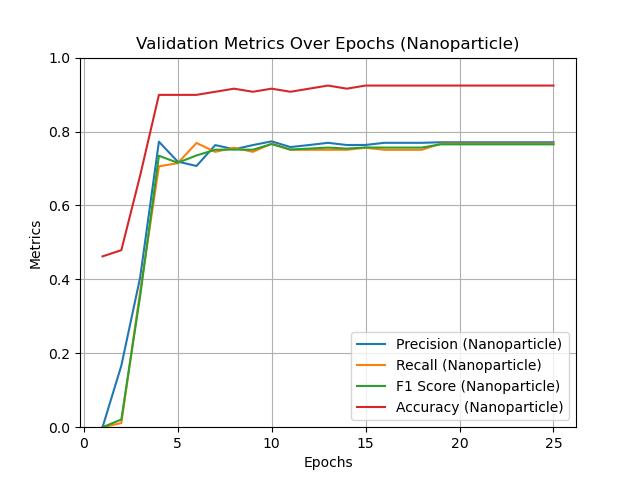 Validation Metrics Over Epochs (Nanoparticle)
1.0
0.8
0.6
0.4
0.2
0.0
Metrics
0 5 10 15 20 25
Epochs
Precision (Nanoparticle)
Recall (Nanoparticle)
F1 Score (Nanoparticle)
Accuracy (Nanoparticle)